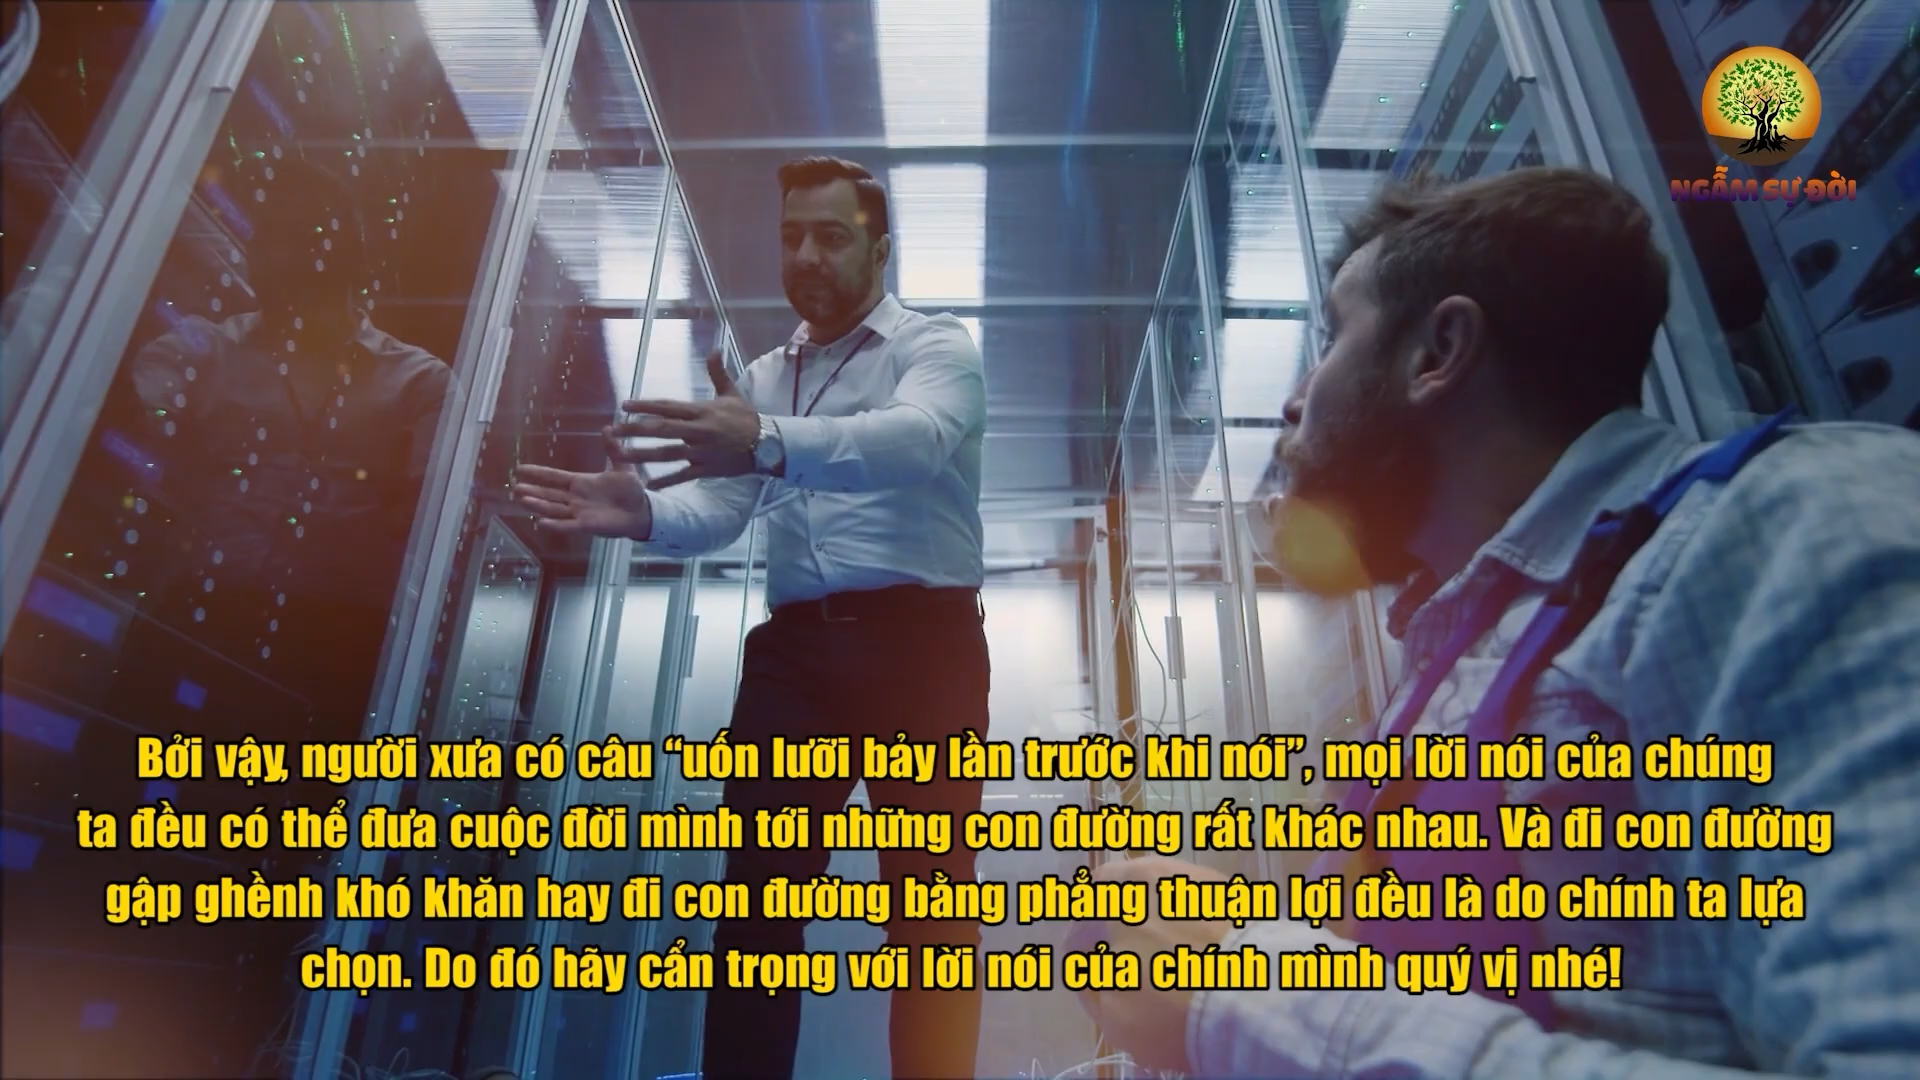 NGẪM SỰ ĐỜI
Bởi vậy, người xưa có câu “uốn lưỡi bảy lần trước khi nói”, mọi lời nói của chúng
ta đều có thể đưa cuộc đời mình tới những con đường rất khác nhau. Và đi con đường
gập ghềnh khó khăn hay đi con đường bằng phẳng thuận lợi đều là do chính ta lựa
chọn. Do đó hãy cẩn trọng với lời nói của chính mình quý vị nhé!